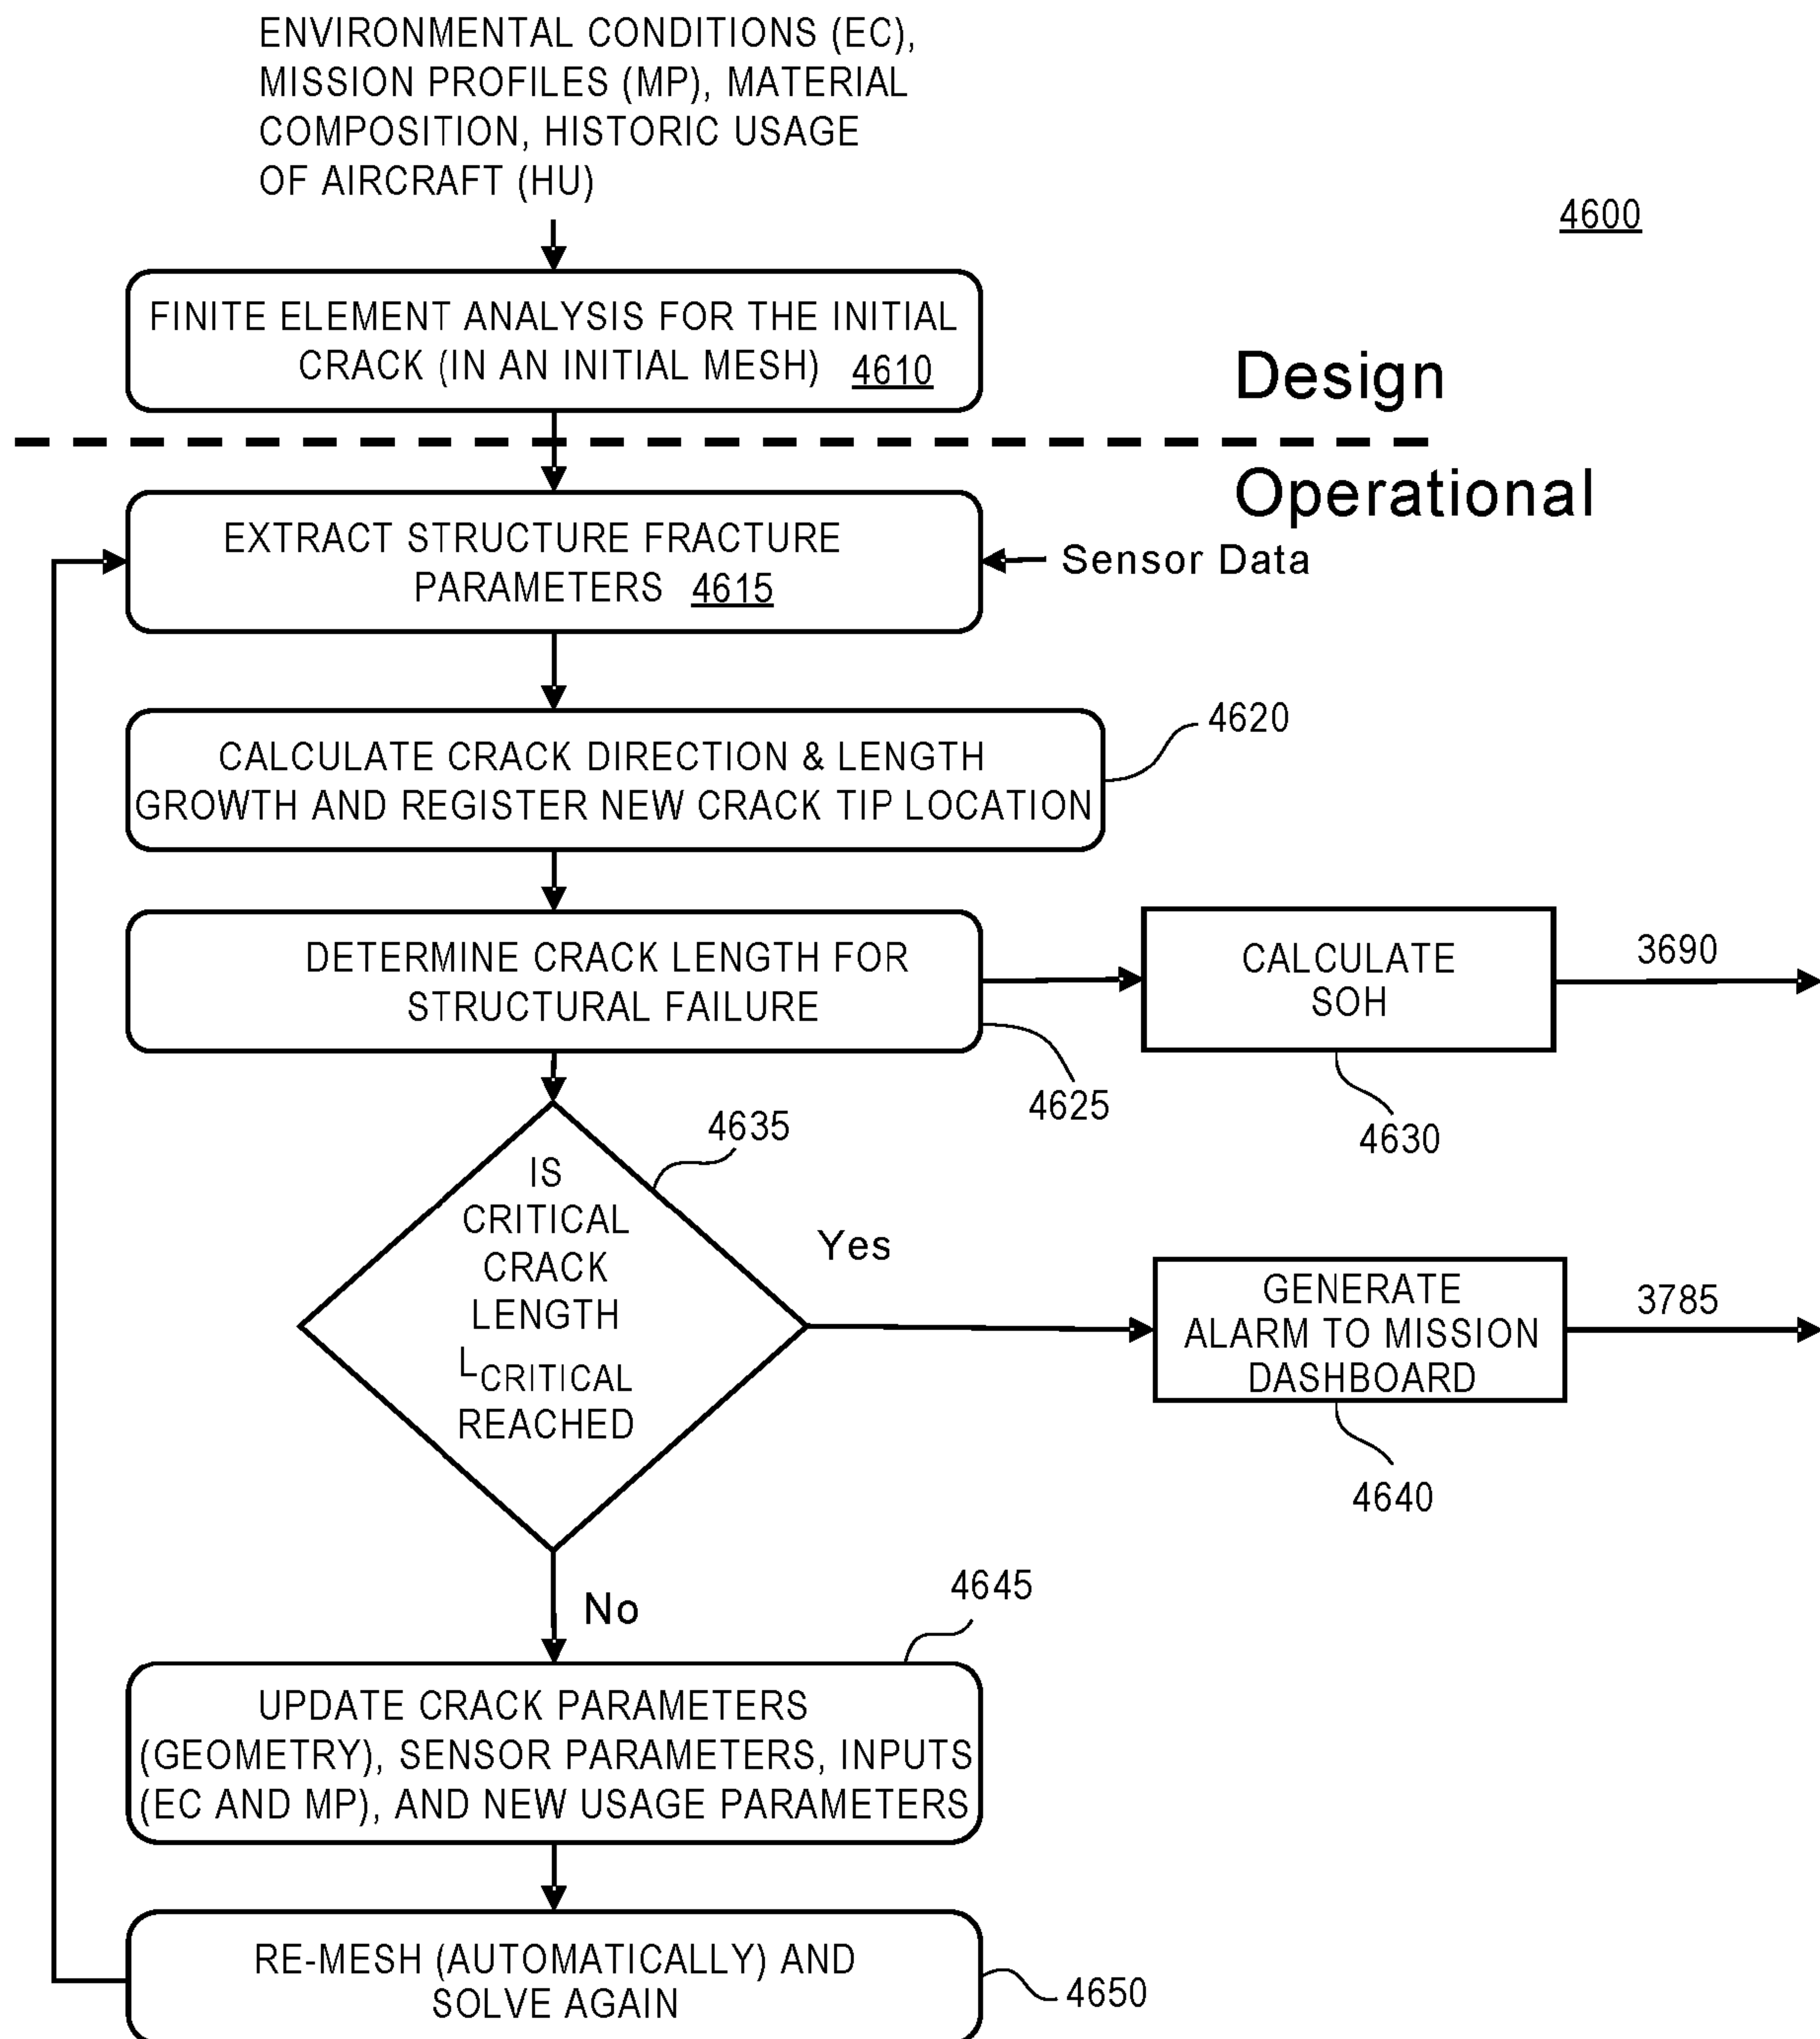 ENVIRONMENTAL CONDITIONS (EC),
MISSION PROFILES (MP), MATERIAL
COMPOSITION, HISTORIC USAGE
OF AIRCRAFT (HU)
4600
FINITE ELEMENT ANALYSIS FOR THE INITIAL
CRACK (IN AN INITIAL MESH) 4610
Design
Operational
EXTRACT STRUCTURE FRACTURE
PARAMETERS 4615
Sensor Data
4620
CALCULATE CRACK DIRECTION & LENGTH
GROWTH AND REGISTER NEW CRACK TIP LOCATION
DETERMINE CRACK LENGTH FOR
STRUCTURAL FAILURE
4625
CALCULATE
SOH
3690
4630
4635
IS
CRITICAL
CRACK
LENGTH
LCRITICAL
REACHED
Yes
GENERATE
ALARM TO MISSION
DASHBOARD
3785
4640
No
4645
UPDATE CRACK PARAMETERS
(GEOMETRY), SENSOR PARAMETERS, INPUTS
(EC AND MP), AND NEW USAGE PARAMETERS
RE-MESH (AUTOMATICALLY) AND
SOLVE AGAIN
4650